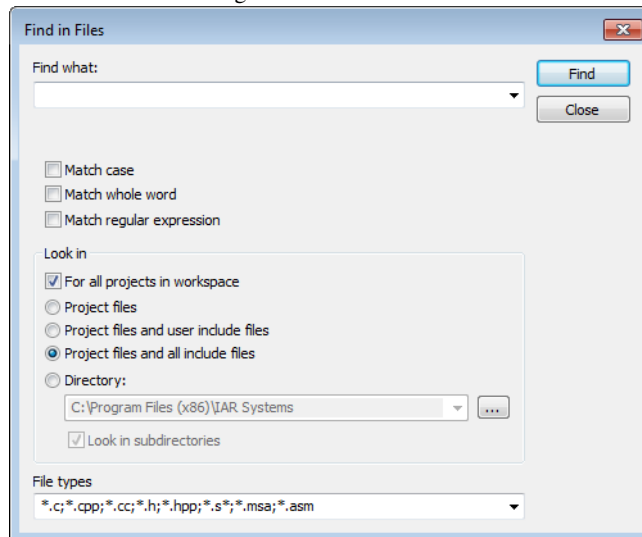 Find in Files
Find what:
Find
Close
Match case
Match whole word
Match regular expression
Look in
For all projects in workspace
Project files
Project files and user include files
Project files and all include files
Directory:
C:\Program Files (x86)\IAR Systems
...
Look in subdirectories
File types
*.c;*.cpp;*.cc;*.h;*.hpp;*.s*;*.msa;*.asm